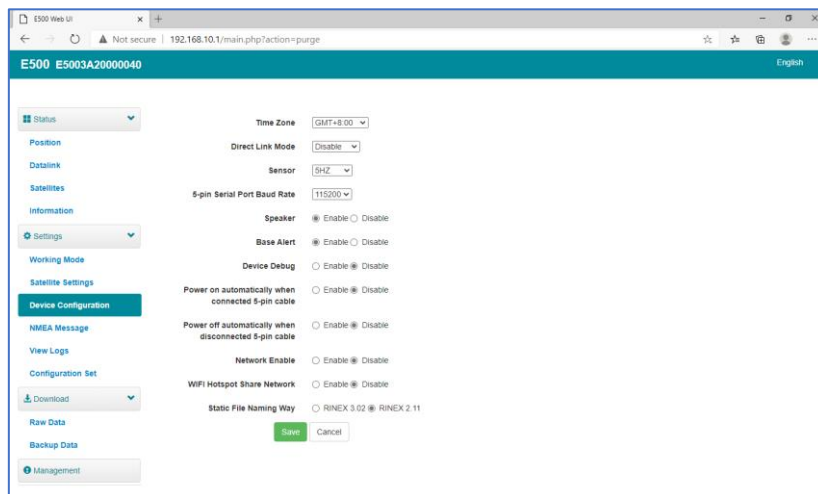 E500 Web UI
Not secure | 192.168.10.1/main.php?action=purge
E500 E5003A20000040
English
Status
Position
Datalink
Satellites
Information
Settings
Working Mode
Satellite Settings
Device Configuration
NMEA Message
View Logs
Configuration Set
Download
Raw Data
Backup Data
Management
Time Zone GMT+8:00
Direct Link Mode Disable
Sensor 5HZ
5-pin Serial Port Baud Rate 115200
Speaker Enable Disable
Base Alert Enable Disable
Device Debug Enable Disable
Power on automatically when Enable Disable
connected 5-pin cable
Power off automatically when Enable Disable
disconnected 5-pin cable
Network Enable Enable Disable
WIFI Hotspot Share Network Enable Disable
Static File Naming Way RINEX 3.02 RINEX 2.11
Save Cancel